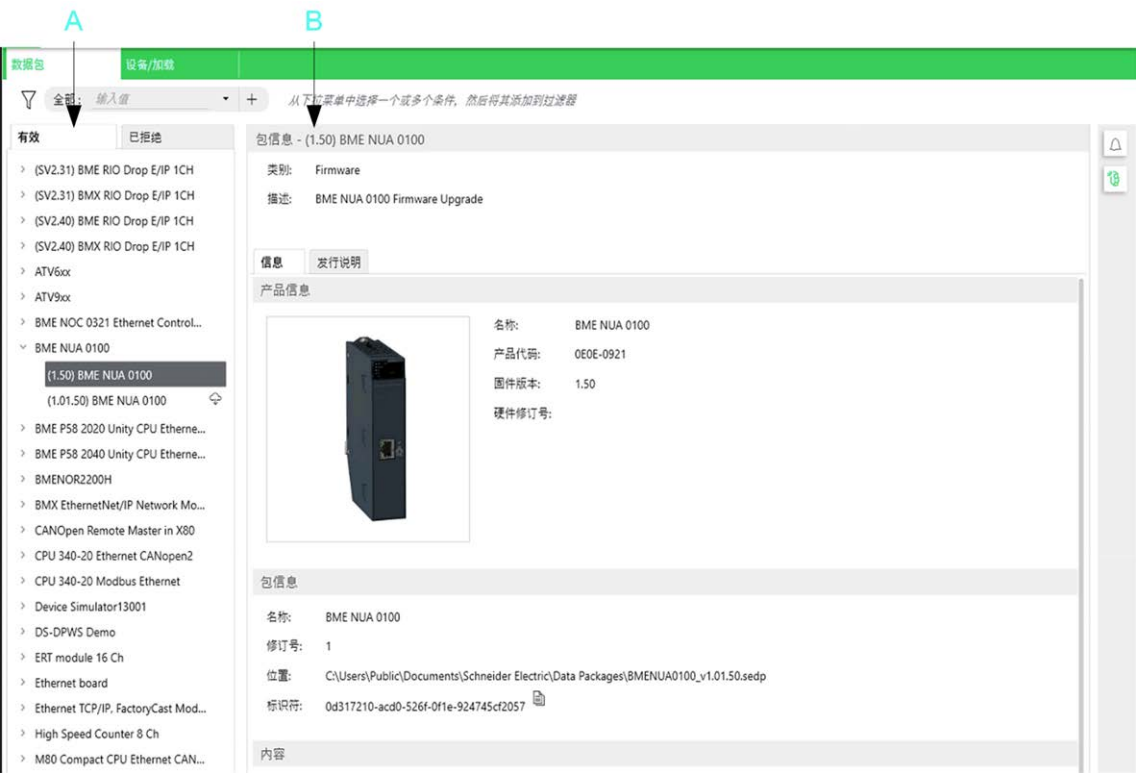 A
B
数据包
设备/加载
全部: 输入值
+
从下拉菜单中选择一个或多个条件，然后将其添加到过滤器
有效
已拒绝
(SV2.31) BME RIO Drop E/IP 1CH
(SV2.31) BMX RIO Drop E/IP 1CH
(SV2.40) BME RIO Drop E/IP 1CH
(SV2.40) BMX RIO Drop E/IP 1CH
ATV6xx
ATV9xx
BME NOC 0321 Ethernet Control...
BME NUA 0100
(1.50) BME NUA 0100
(1.01.50) BME NUA 0100
BME P58 2020 Unity CPU Etherne...
BME P58 2040 Unity CPU Etherne...
BMENOR2200H
BMX EthernetNet/IP Network Mo...
CANOpen Remote Master in X80
CPU 340-20 Ethernet CANopen2
CPU 340-20 Modbus Ethernet
Device Simulator13001
DS-DPWS Demo
ERT module 16 Ch
Ethernet board
Ethernet TCP/IP, FactoryCast Mod...
High Speed Counter 8 Ch
M80 Compact CPU Ethernet CAN...
包信息 - (1.50) BME NUA 0100
类别: Firmware
描述: BME NUA 0100 Firmware Upgrade
信息
发行说明
产品信息
名称: BME NUA 0100
产品代码: 0E0E-0921
固件版本: 1.50
硬件修订号:
包信息
名称: BME NUA 0100
修订号: 1
位置: C:\Users\Public\Documents\Schneider Electric\Data Packages\BMENUA0100_v1.01.50.sedp
标识符: 0d317210-acd0-526f-0f1e-924745cf2057
内容